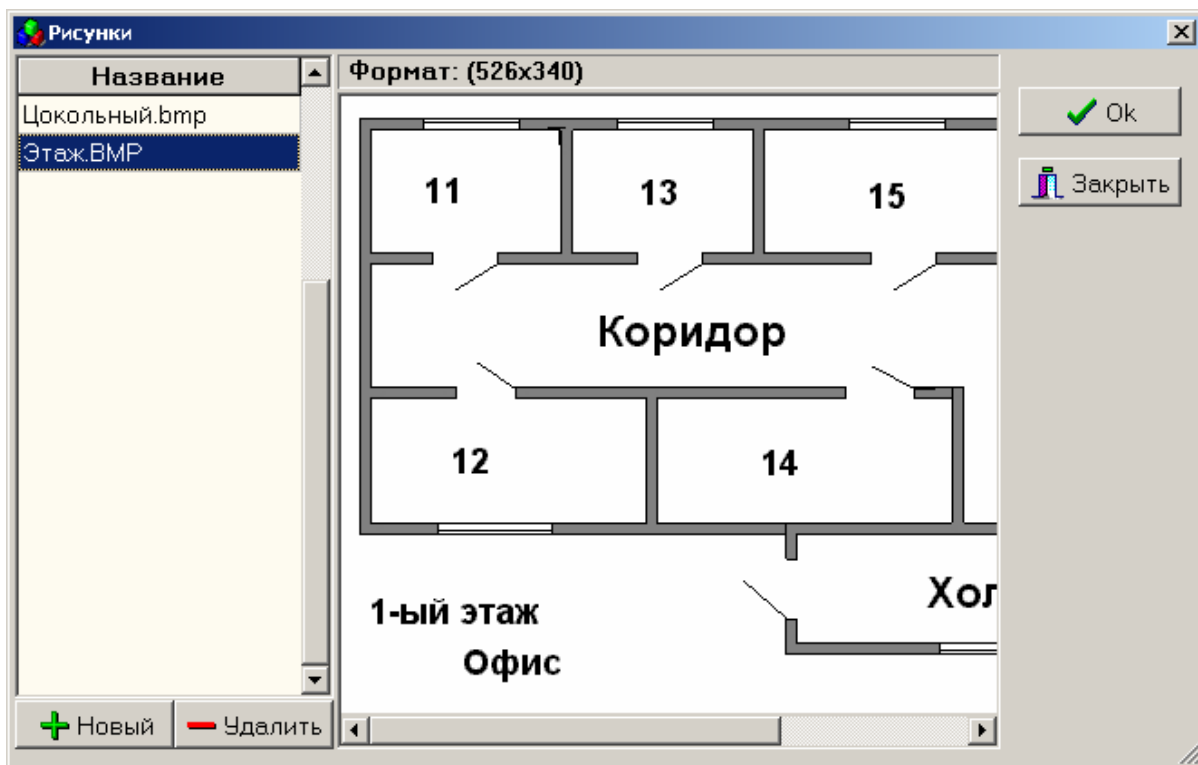 Рисунки
Название
Формат: (526x340)
Цокольный.bmp
Этаж.BMP
Ok
Закрыть
11
13
15
Коридор
12
14
Хол
1-ый этаж
Офис
Новый
Удалить